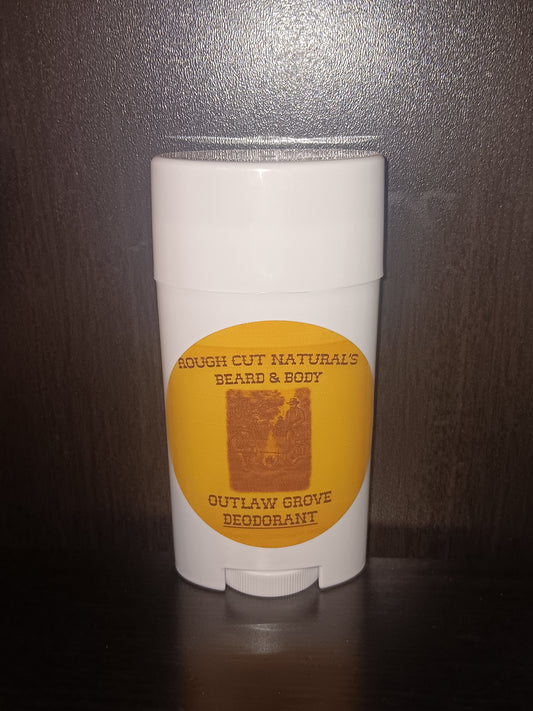 ROUGH CUT NATURAL'S
BEARD & BODY
OUTLAW GROVE
DEODORANT